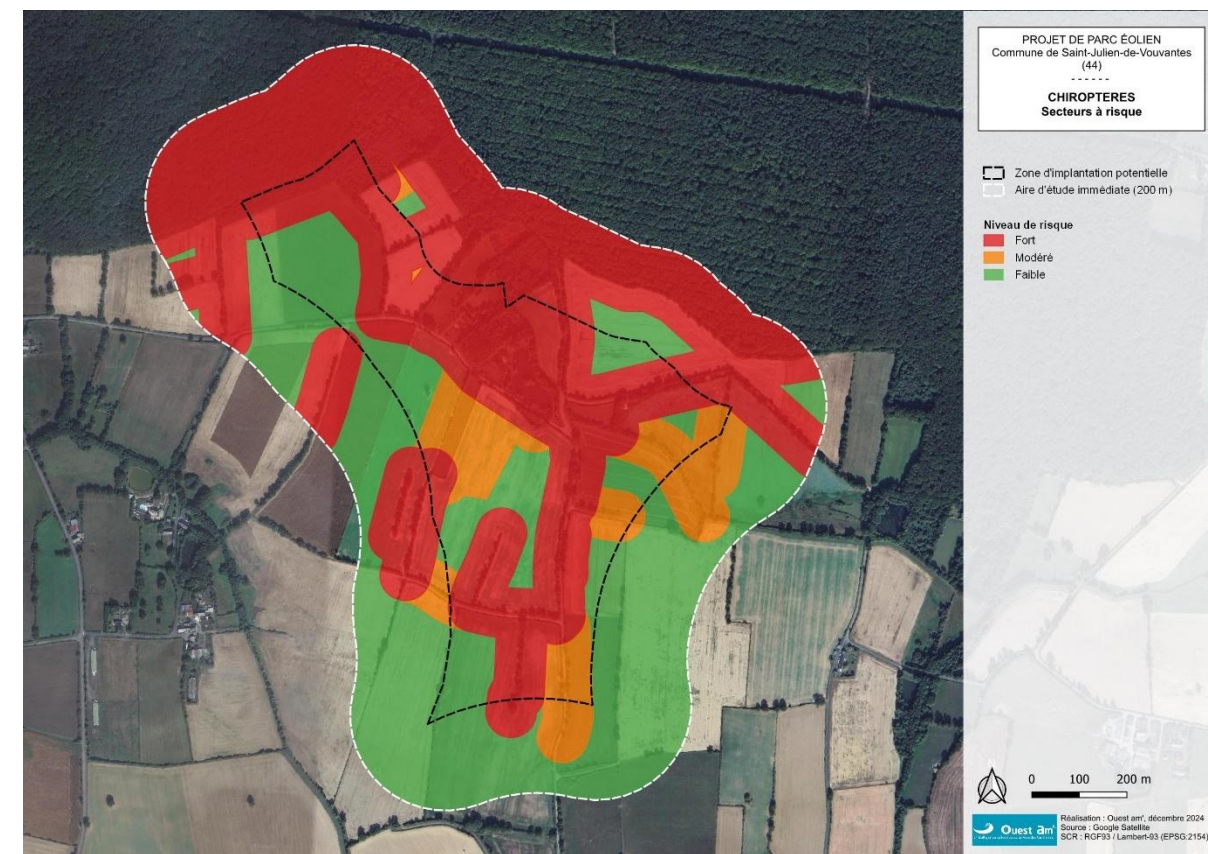 PROJET DE PARC ÉOLIEN
Commune de Saint-Julien-de-Vouvantes
(44)
- - - - - -
CHIROPTERES
Secteurs à risque
Zone d'implantation potentielle
Aire d'étude immédiate (200 m)
Niveau de risque
Fort
Modéré
Faible
0 100 200 m
Ouest am'
Réalisation : Ouest am', décembre 2024
Source : Google Satellite
SCR : RGF93 / Lambert-93 (EPSG:2154)